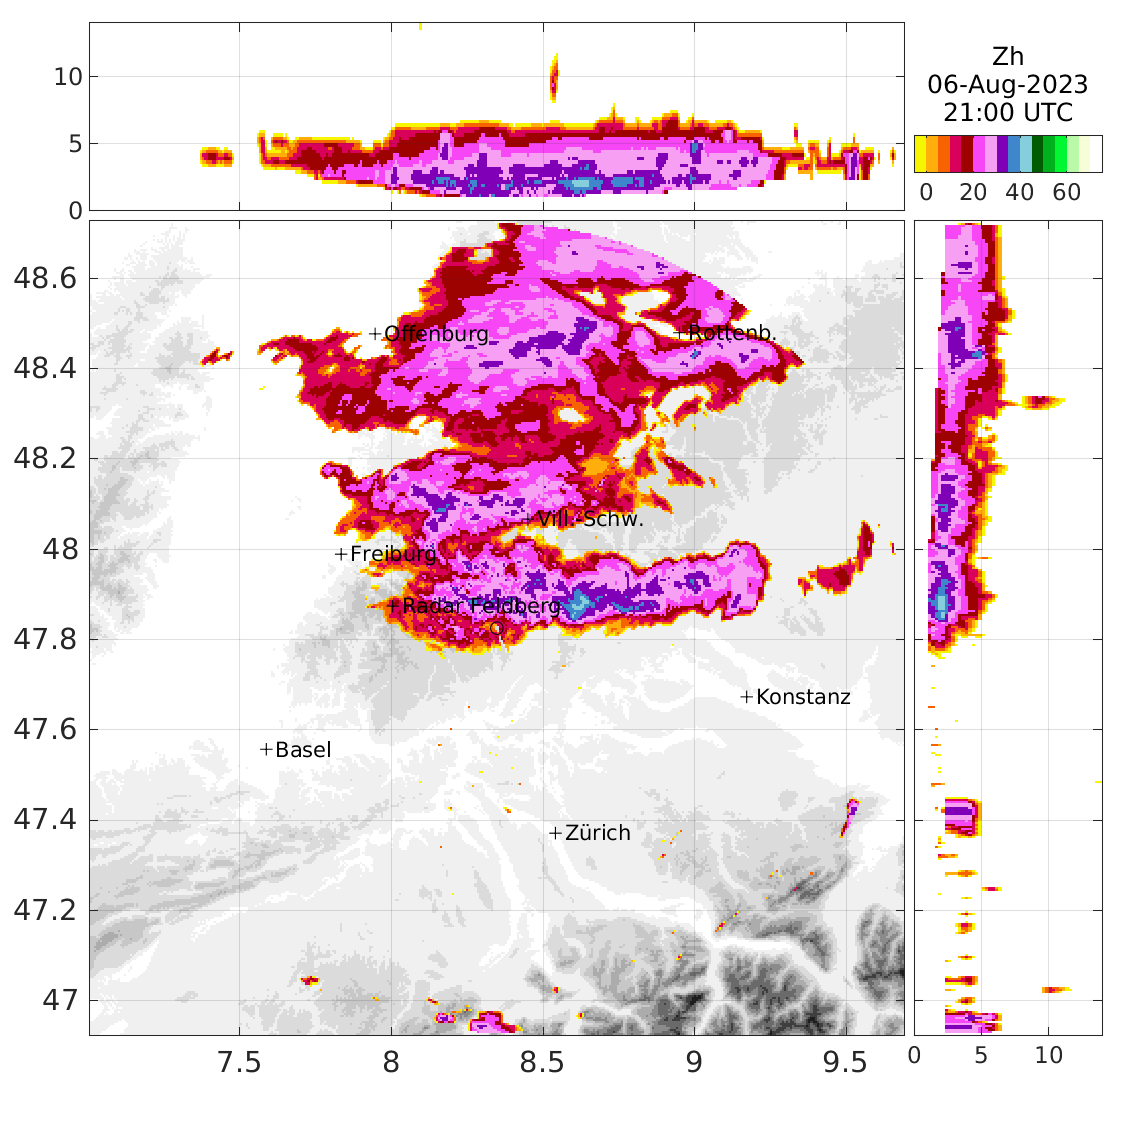 10
5
0
Zh
06-Aug-2023
21:00 UTC
0 20 40 60
48.6
48.4
48.2
48
47.8
47.6
47.4
47.2
47
+Offenburg
+Rottenb.
+Vill.-Schw.
+Freiburg
+Radar Feldberg
+Konstanz
+Basel
+Zürich
7.5 8 8.5 9 9.5
0 5 10